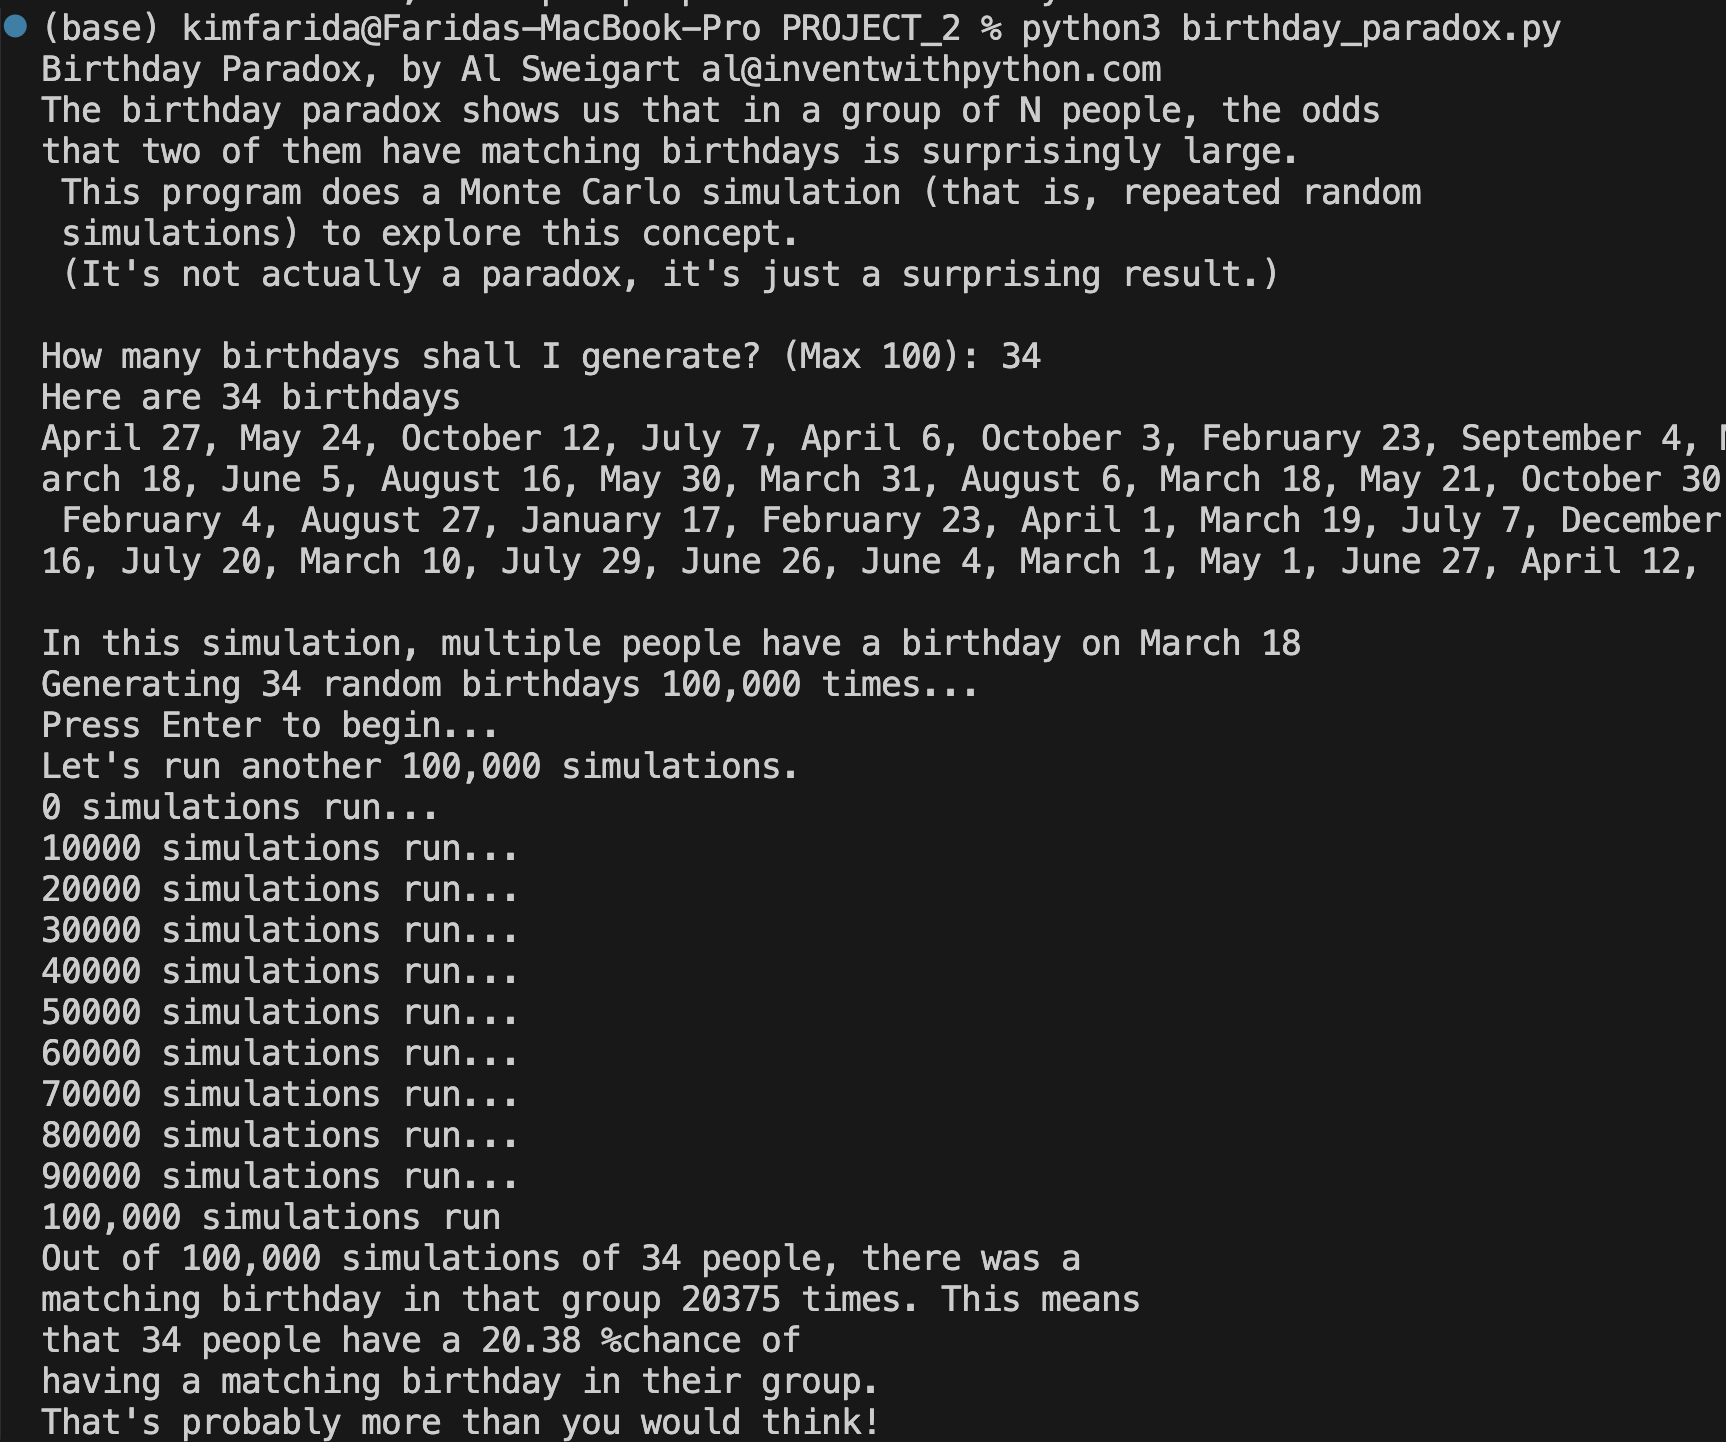 (base) kimfarida@Faridas-MacBook-Pro PROJECT_2 % python3 birthday_paradox.py
Birthday Paradox, by Al Sweigart al@inventwithpython.com
The birthday paradox shows us that in a group of N people, the odds
that two of them have matching birthdays is surprisingly large.
 This program does a Monte Carlo simulation (that is, repeated random
 simulations) to explore this concept.
 (It's not actually a paradox, it's just a surprising result.)

How many birthdays shall I generate? (Max 100): 34
Here are 34 birthdays
April 27, May 24, October 12, July 7, April 6, October 3, February 23, September 4, M
arch 18, June 5, August 16, May 30, March 31, August 6, March 18, May 21, October 30
 February 4, August 27, January 17, February 23, April 1, March 19, July 7, December
16, July 20, March 10, July 29, June 26, June 4, March 1, May 1, June 27, April 12,

In this simulation, multiple people have a birthday on March 18
Generating 34 random birthdays 100,000 times...
Press Enter to begin...
Let's run another 100,000 simulations.
0 simulations run...
10000 simulations run...
20000 simulations run...
30000 simulations run...
40000 simulations run...
50000 simulations run...
60000 simulations run...
70000 simulations run...
80000 simulations run...
90000 simulations run...
100,000 simulations run
Out of 100,000 simulations of 34 people, there was a
matching birthday in that group 20375 times. This means
that 34 people have a 20.38 %chance of
having a matching birthday in their group.
That's probably more than you would think!